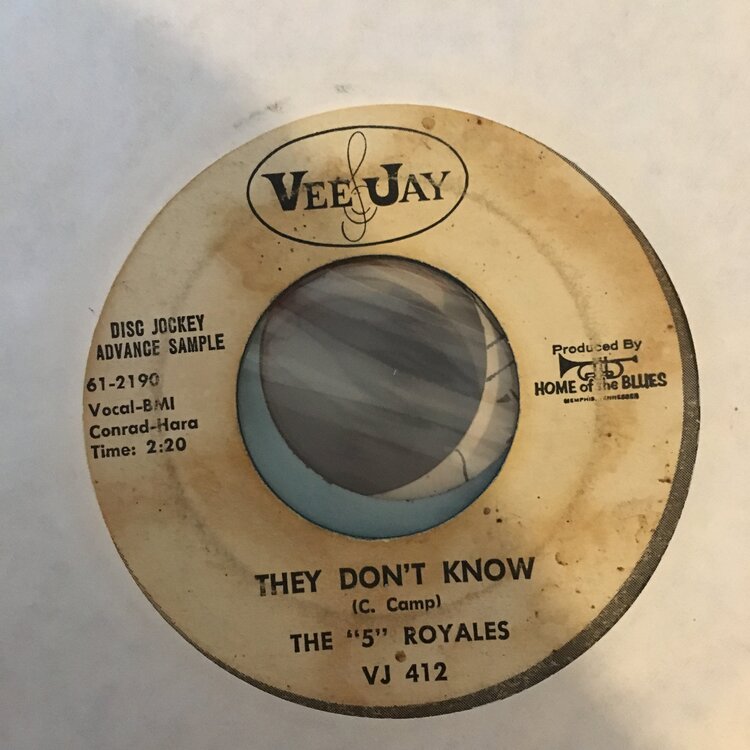 VEE JAY
DISC JOCKEY
ADVANCE SAMPLE
61-2190
Vocal-BMI
Conrad-Hara
Time: 2:20
Produced By
HOME of the BLUES
MEMPHIS,
THEY DON'T KNOW
(C. Camp)
THE "5" ROYALES
VJ 412